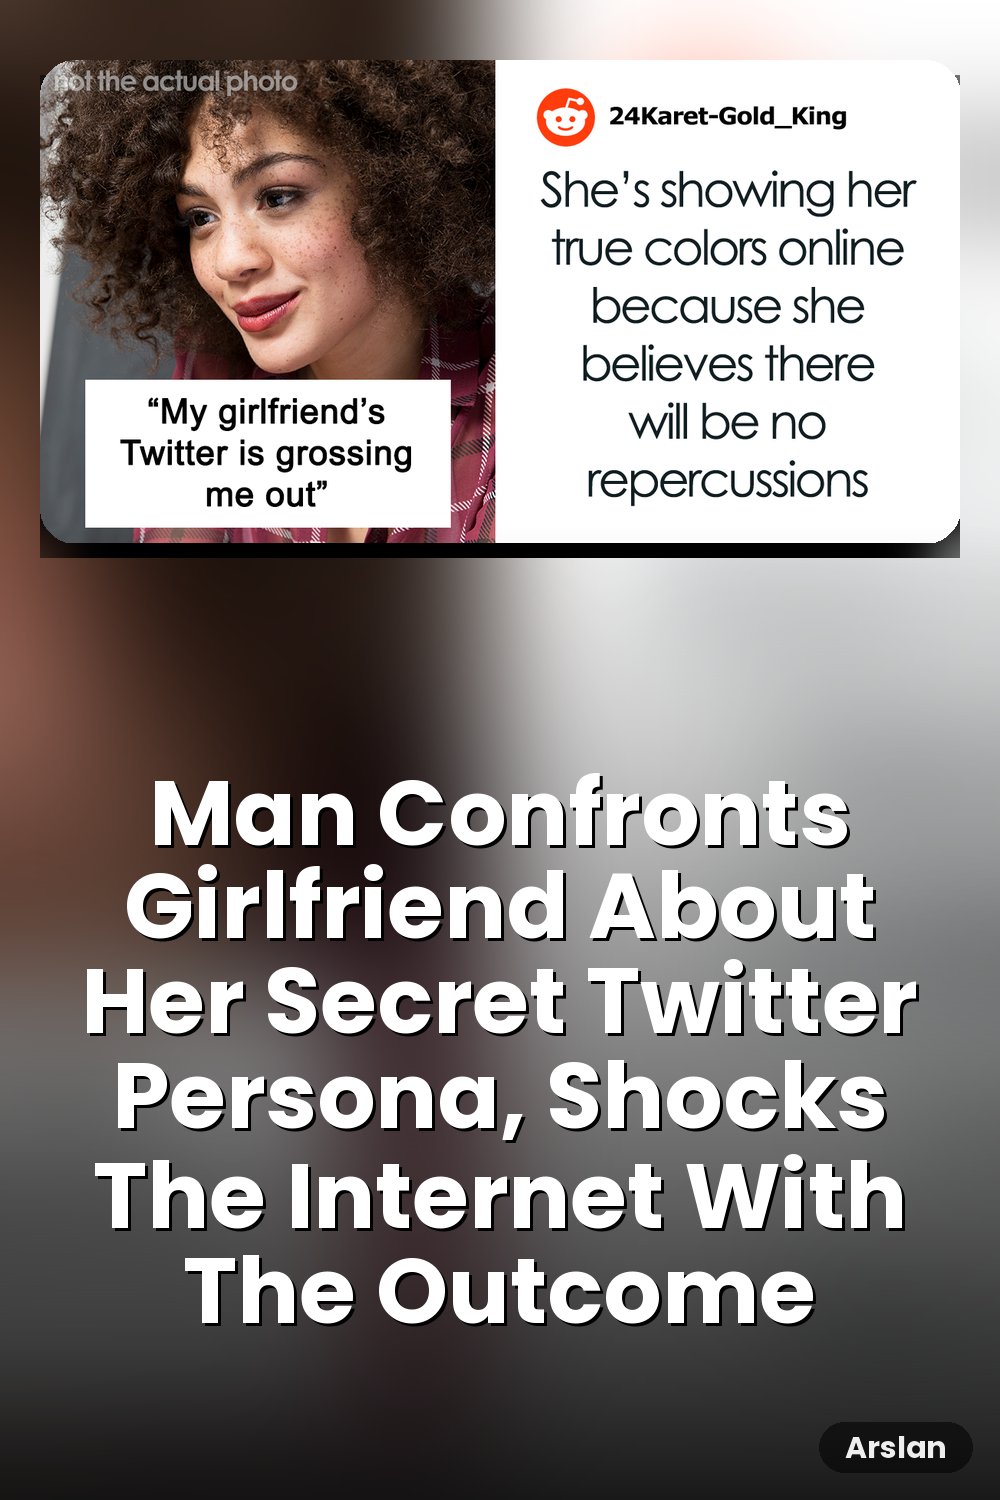 not the actual photo
“My girlfriend’s
Twitter is grossing
me out”
24Karet-Gold_King
She’s showing her
true colors online
because she
believes there
will be no
repercussions
Man Confronts
Girlfriend About
Her Secret Twitter
Persona, Shocks
The Internet With
The Outcome
Arslan